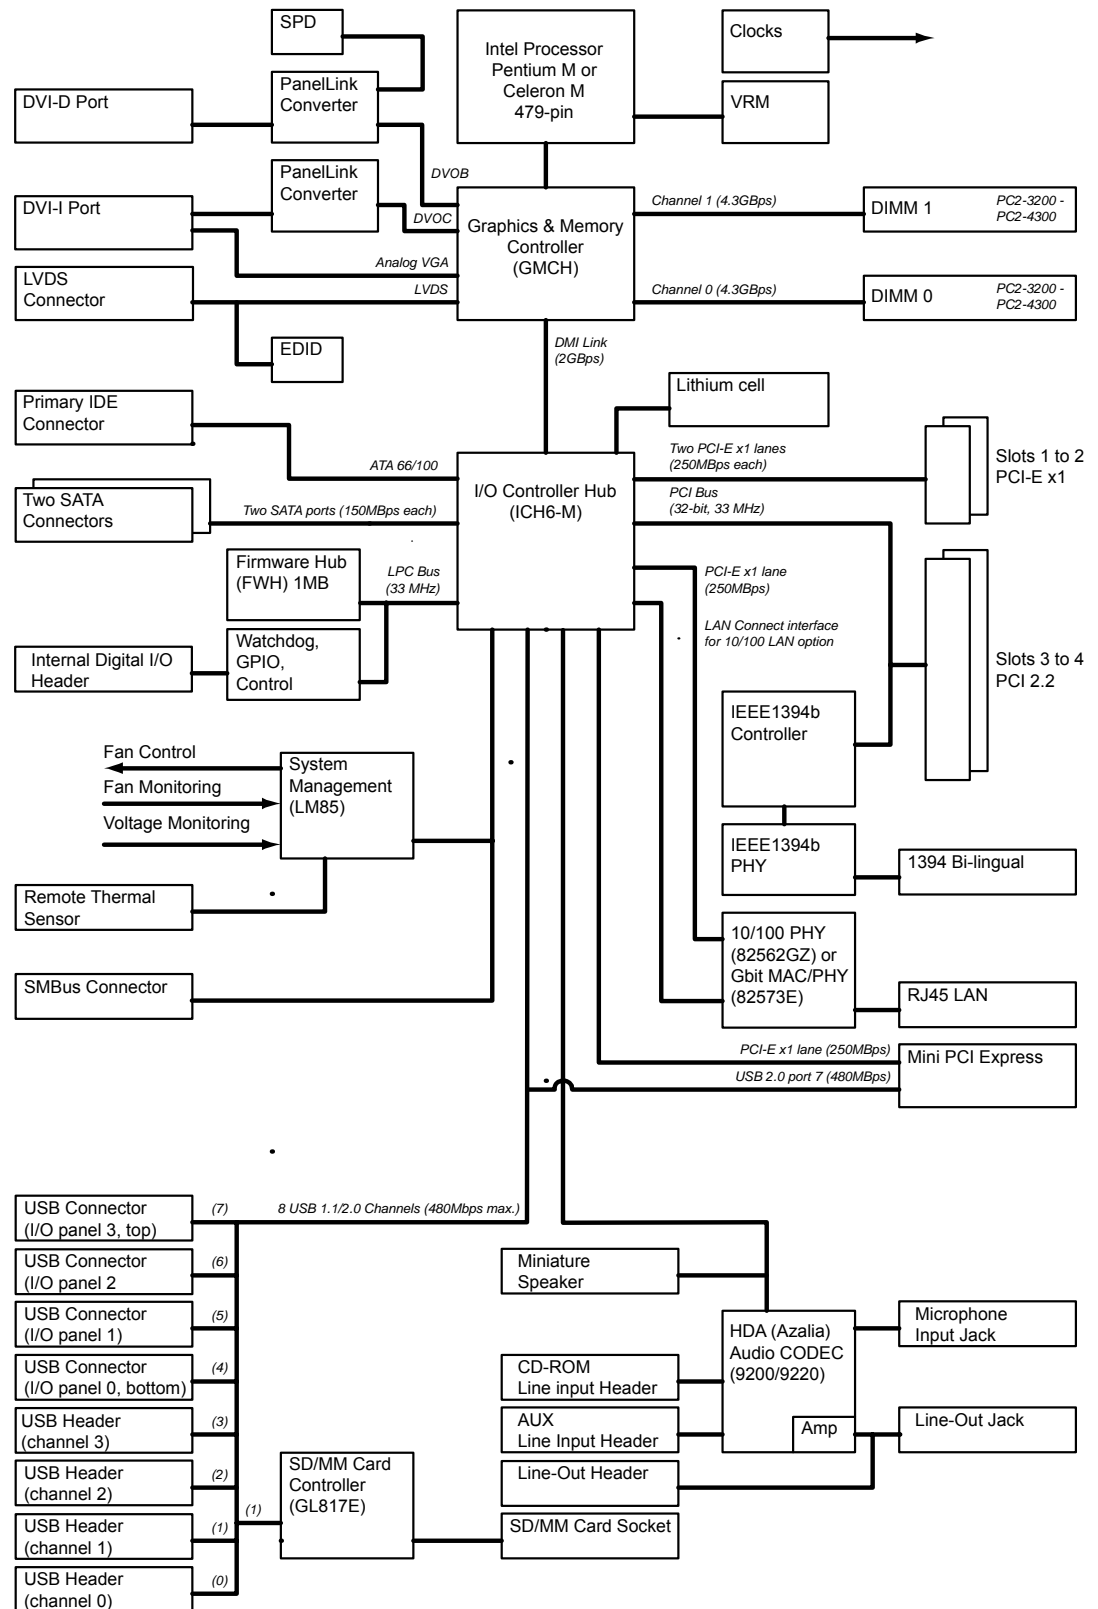 SPD
Intel Processor
Pentium M or
Celeron M
479-pin
Clocks
DVI-D Port
PanelLink
Converter
VRM
DVOB
PanelLink
Converter
DVI-I Port
DVOC
Graphics & Memory
Controller
(GMCH)
Channel 1 (4.3GBps)
DIMM 1
PC2-3200 -
PC2-4300
Analog VGA
LVDS
Connector
LVDS
Channel 0 (4.3GBps)
DIMM 0
PC2-3200 -
PC2-4300
EDID
DMI Link
(2GBps)
Primary IDE
Connector
Lithium cell
ATA 66/100
Two PCI-E x1 lanes
(250MBps each)
Slots 1 to 2
PCI-E x1
Two SATA
Connectors
Two SATA ports (150MBps each)
I/O Controller Hub
(ICH6-M)
PCI Bus
(32-bit, 33 MHz)
Firmware Hub
(FWH) 1MB
LPC Bus
(33 MHz)
PCI-E x1 lane
(250MBps)
LAN Connect interface
for 10/100 LAN option
Internal Digital I/O
Header
Watchdog,
GPIO,
Control
Slots 3 to 4
PCI 2.2
IEEE1394b
Controller
Fan Control
Fan Monitoring
Voltage Monitoring
System
Management
(LM85)
IEEE1394b
PHY
1394 Bi-lingual
Remote Thermal
Sensor
10/100 PHY
(82562GZ) or
Gbit MAC/PHY
(82573E)
SMBus Connector
RJ45 LAN
PCI-E x1 lane (250MBps)
USB 2.0 port 7 (480MBps)
Mini PCI Express
USB Connector
(I/O panel 3, top)
(7)
8 USB 1.1/2.0 Channels (480Mbps max.)
USB Connector
(I/O panel 2
(6)
Miniature
Speaker
USB Connector
(I/O panel 1)
(5)
HDA (Azalia)
Audio CODEC
(9200/9220)
Microphone
Input Jack
USB Connector
(I/O panel 0, bottom)
(4)
CD-ROM
Line input Header
USB Header
(channel 3)
(3)
AUX
Line Input Header
Amp
Line-Out Jack
USB Header
(channel 2)
(2)
SD/MM Card
Controller
(GL817E)
Line-Out Header
(1)
USB Header
(channel 1)
(1)
SD/MM Card Socket
USB Header
(channel 0)
(0)